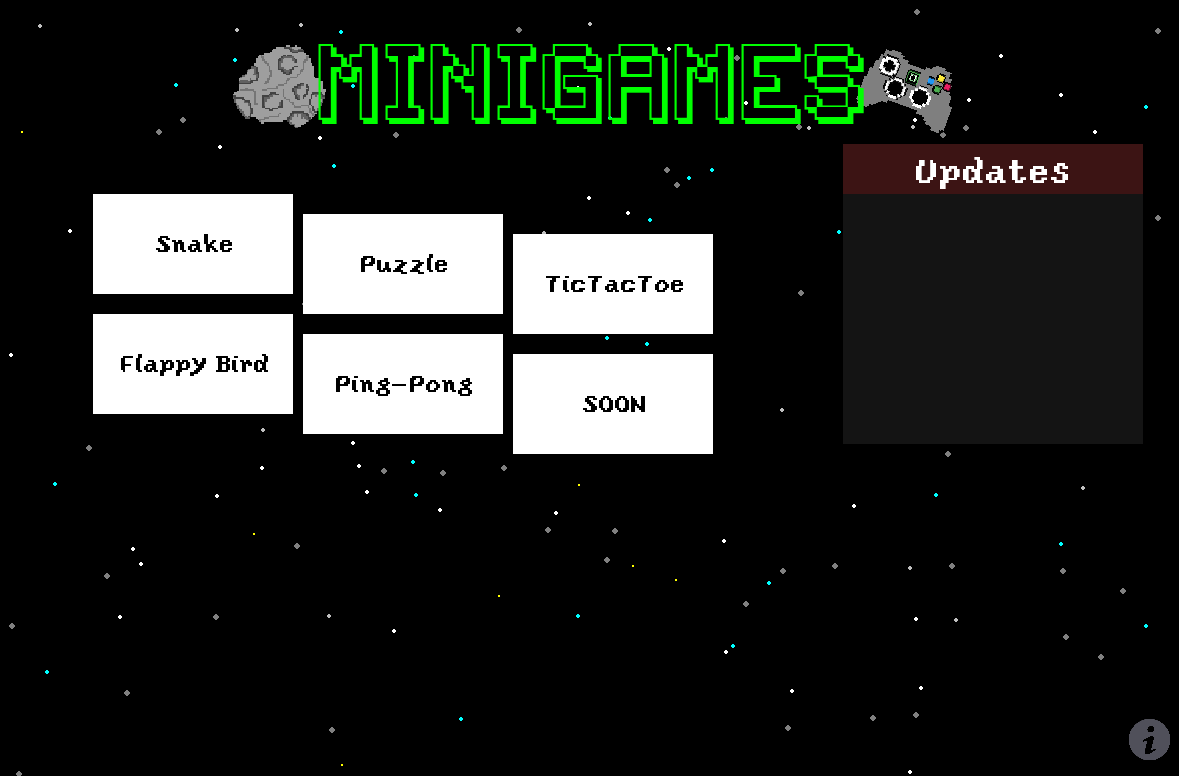 MINIGAMES
Updates
Snake
Puzzle
TicTacToe
Flappy Bird
Ping-Pong
SOON
i